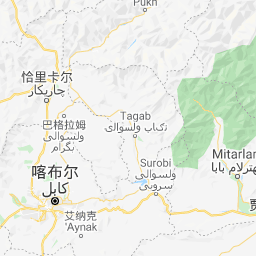 Pukh
恰里卡尔
چاریکار
巴格拉姆
ولسوالی
بگرام
Tagab
تگاب ولسوالی
Surobi
ولسوالی
سروبی
Mitarlam
مهترلام بابا
喀布尔
کابل
艾纳克
'Aynak